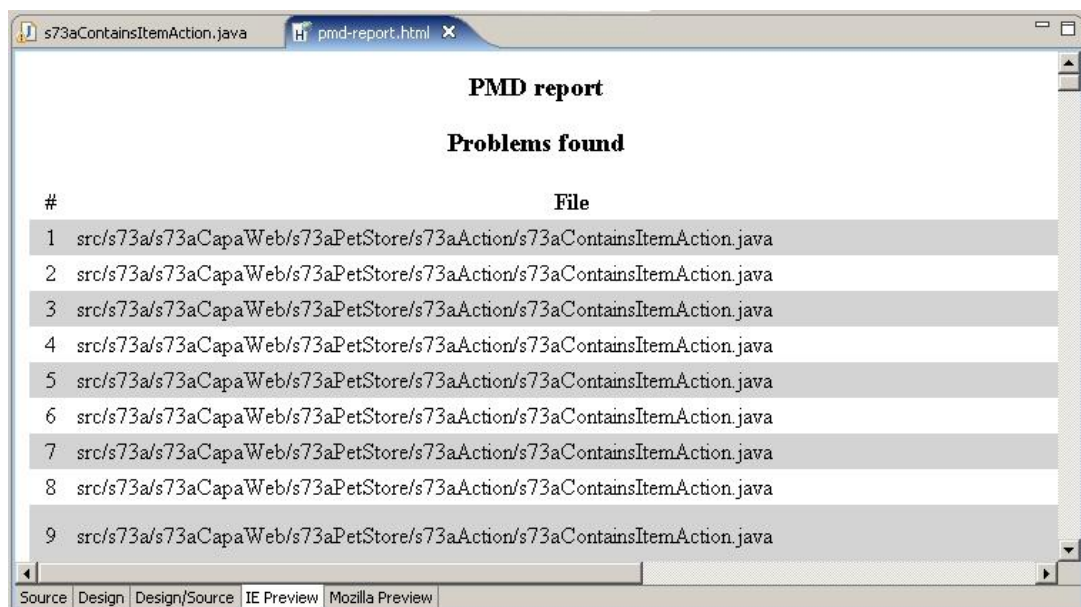 s73aContainsItemAction.java pmd-report.html
PMD report
Problems found
# File
1 src/s73a/s73aCapaWeb/s73aPetStore/s73aAction/s73aContainsItemAction.java
2 src/s73a/s73aCapaWeb/s73aPetStore/s73aAction/s73aContainsItemAction.java
3 src/s73a/s73aCapaWeb/s73aPetStore/s73aAction/s73aContainsItemAction.java
4 src/s73a/s73aCapaWeb/s73aPetStore/s73aAction/s73aContainsItemAction.java
5 src/s73a/s73aCapaWeb/s73aPetStore/s73aAction/s73aContainsItemAction.java
6 src/s73a/s73aCapaWeb/s73aPetStore/s73aAction/s73aContainsItemAction.java
7 src/s73a/s73aCapaWeb/s73aPetStore/s73aAction/s73aContainsItemAction.java
8 src/s73a/s73aCapaWeb/s73aPetStore/s73aAction/s73aContainsItemAction.java
9 src/s73a/s73aCapaWeb/s73aPetStore/s73aAction/s73aContainsItemAction.java
Source Design Design/Source IE Preview Mozilla Preview